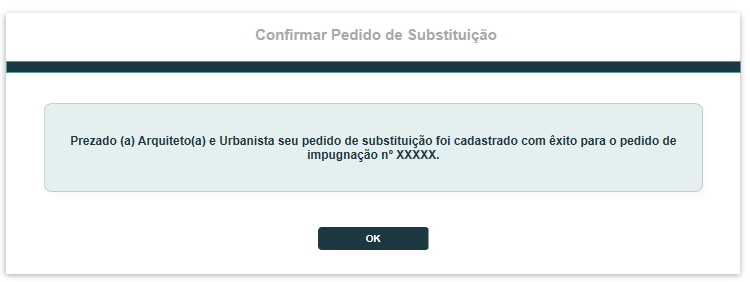 Confirmar Pedido de Substituição
Prezado (a) Arquiteto(a) e Urbanista seu pedido de substituição foi cadastrado com êxito para o pedido de
impugnação nº XXXXX.
OK